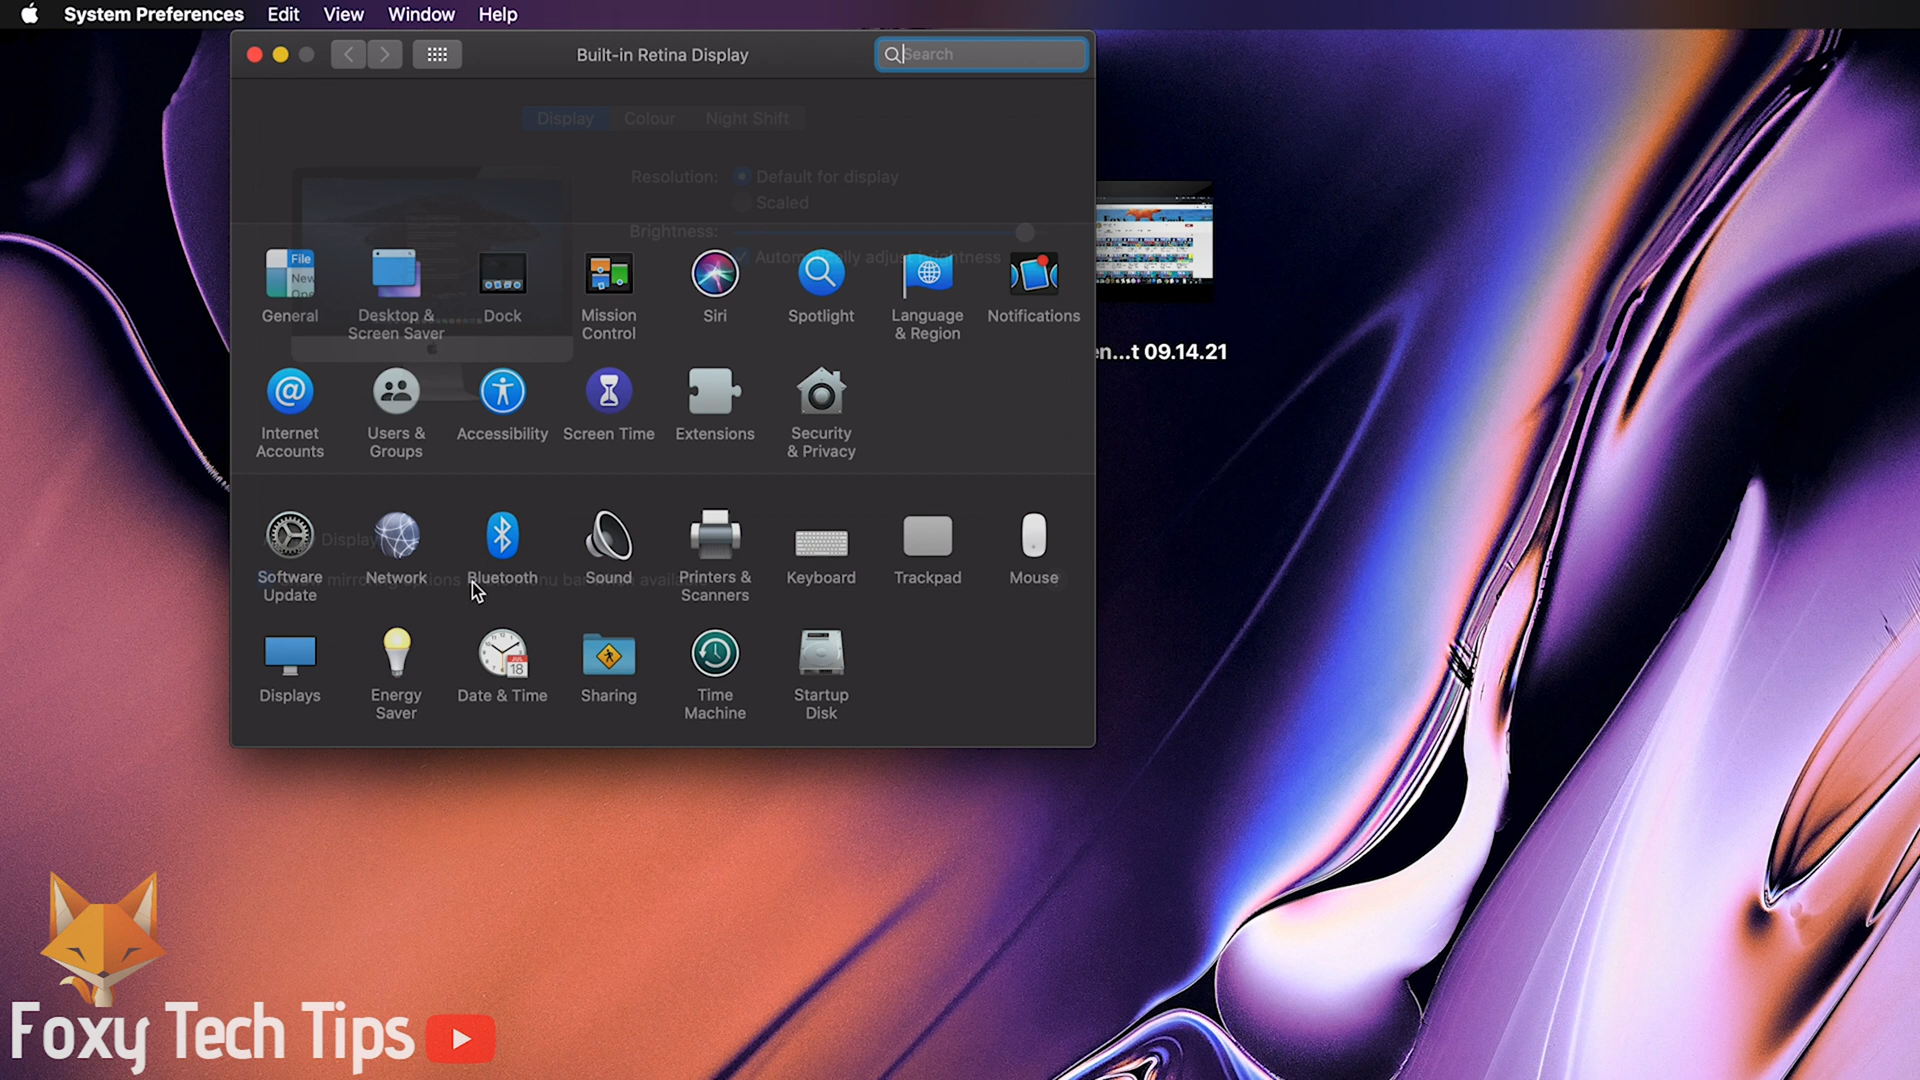 System Preferences Edit View Window Help
Built-in Retina Display
Search
Display Colour Night Shift
Resolution: Default for display
Scaled
Brightness:
Automatically adjust brightness
File
New
General
Desktop &
Screen Saver
Dock
Mission
Control
Siri
Spotlight
Language
& Region
Notifications
en...t 09.14.21
Internet
Accounts
Users &
Groups
Accessibility
Screen Time
Extensions
Security
& Privacy
Display
Software
Update
Network
Bluetooth
Sound
Printers &
Scanners
Keyboard
Trackpad
Mouse
JUL
18
Displays
Energy
Saver
Date & Time
Sharing
Time
Machine
Startup
Disk
Foxy Tech Tips